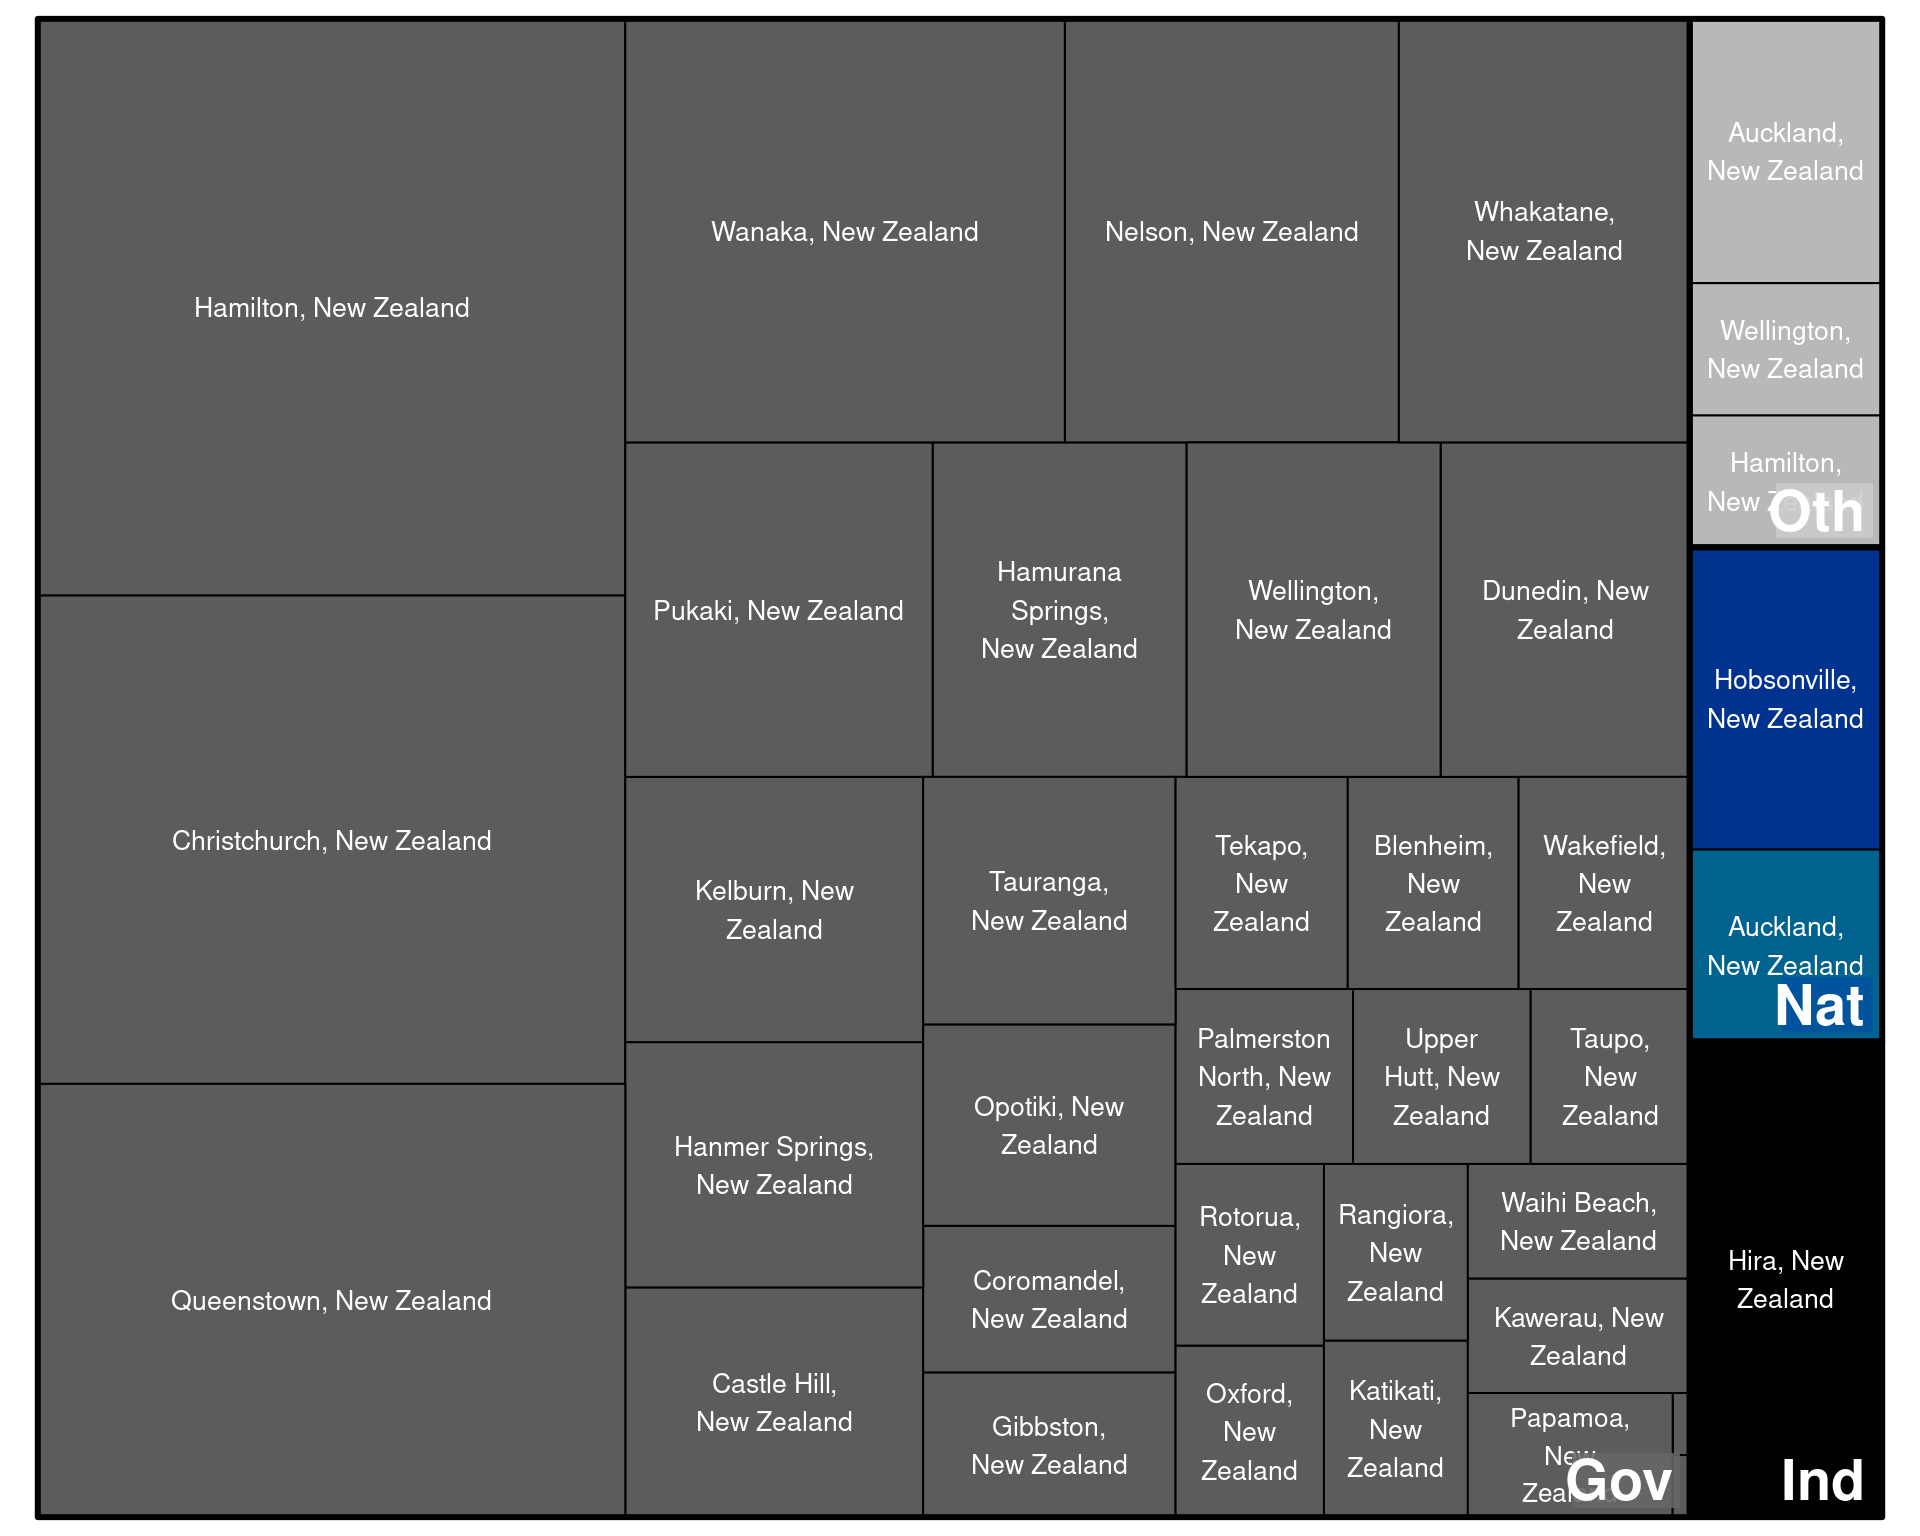 Hamilton, New Zealand
Christchurch, New Zealand
Queenstown, New Zealand
Wanaka, New Zealand
Nelson, New Zealand
Whakatane,
New Zealand
Pukaki, New Zealand
Hamurana
Springs,
New Zealand
Wellington,
New Zealand
Dunedin, New
Zealand
Kelburn, New
Zealand
Hanmer Springs,
New Zealand
Castle Hill,
New Zealand
Tauranga,
New Zealand
Opotiki, New
Zealand
Coromandel,
New Zealand
Gibbston,
New Zealand
Tekapo,
New
Zealand
Blenheim,
New
Zealand
Wakefield,
New
Zealand
Palmerston
North, New
Zealand
Upper
Hutt, New
Zealand
Taupo,
New
Zealand
Rotorua,
New
Zealand
Oxford,
New
Zealand
Rangiora,
New
Zealand
Katikati,
New
Zealand
Waihi Beach,
New Zealand
Kawerau, New
Zealand
Papamoa,
New
Zealand
Gov
Auckland,
New Zealand
Wellington,
New Zealand
Hamilton,
New Zealand
Oth
Hobsonville,
New Zealand
Auckland,
New Zealand
Nat
Hira, New
Zealand
Ind